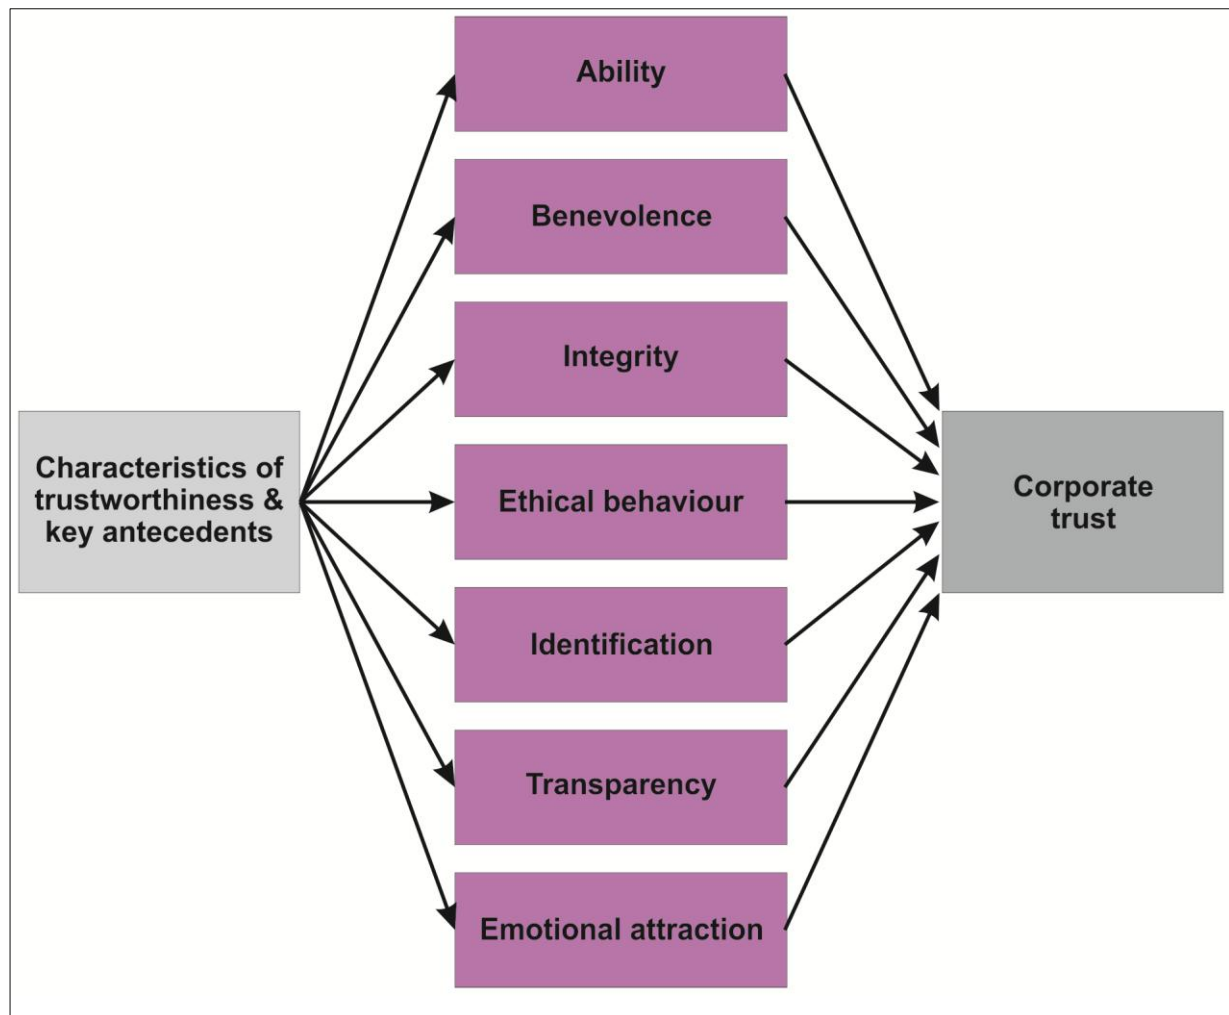 Ability
Benevolence
Integrity
Characteristics of
trustworthiness &
key antecedents
Ethical behaviour
Corporate
trust
Identification
Transparency
Emotional attraction